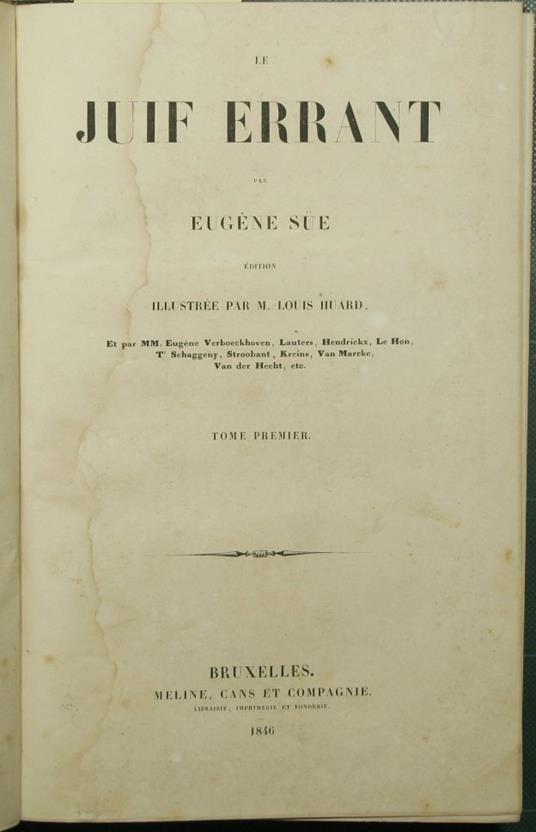 LE
JUIF ERRANT
PAR
EUGÈNE SÜE
ÉDITION
ILLUSTRÉE PAR M. LOUIS HUARD,
Et par MM. Eugène Verboeckhoven, Lauters, Hendrickx, Le Hon,
Tr Schaggeny, Stroobant, Kreins, Van Marcke,
Van der Hecht, etc.
TOME PREMIER.
BRUXELLES.
MELINE, CANS ET COMPAGNIE.
LIBRAIRIE, IMPRIMERIE ET FONDERIE.
1846